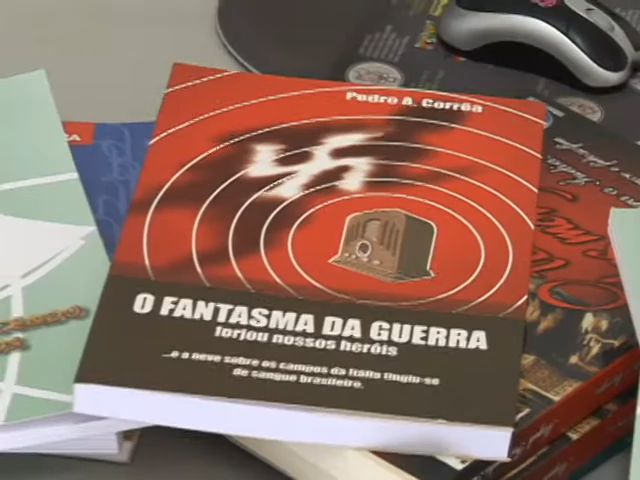 Pedro A. Corrêa
O FANTASMA DA GUERRA
forjou nossos heróis
...e a neve sobre os campos da Itália tingiu-se
de sangue brasileiro.